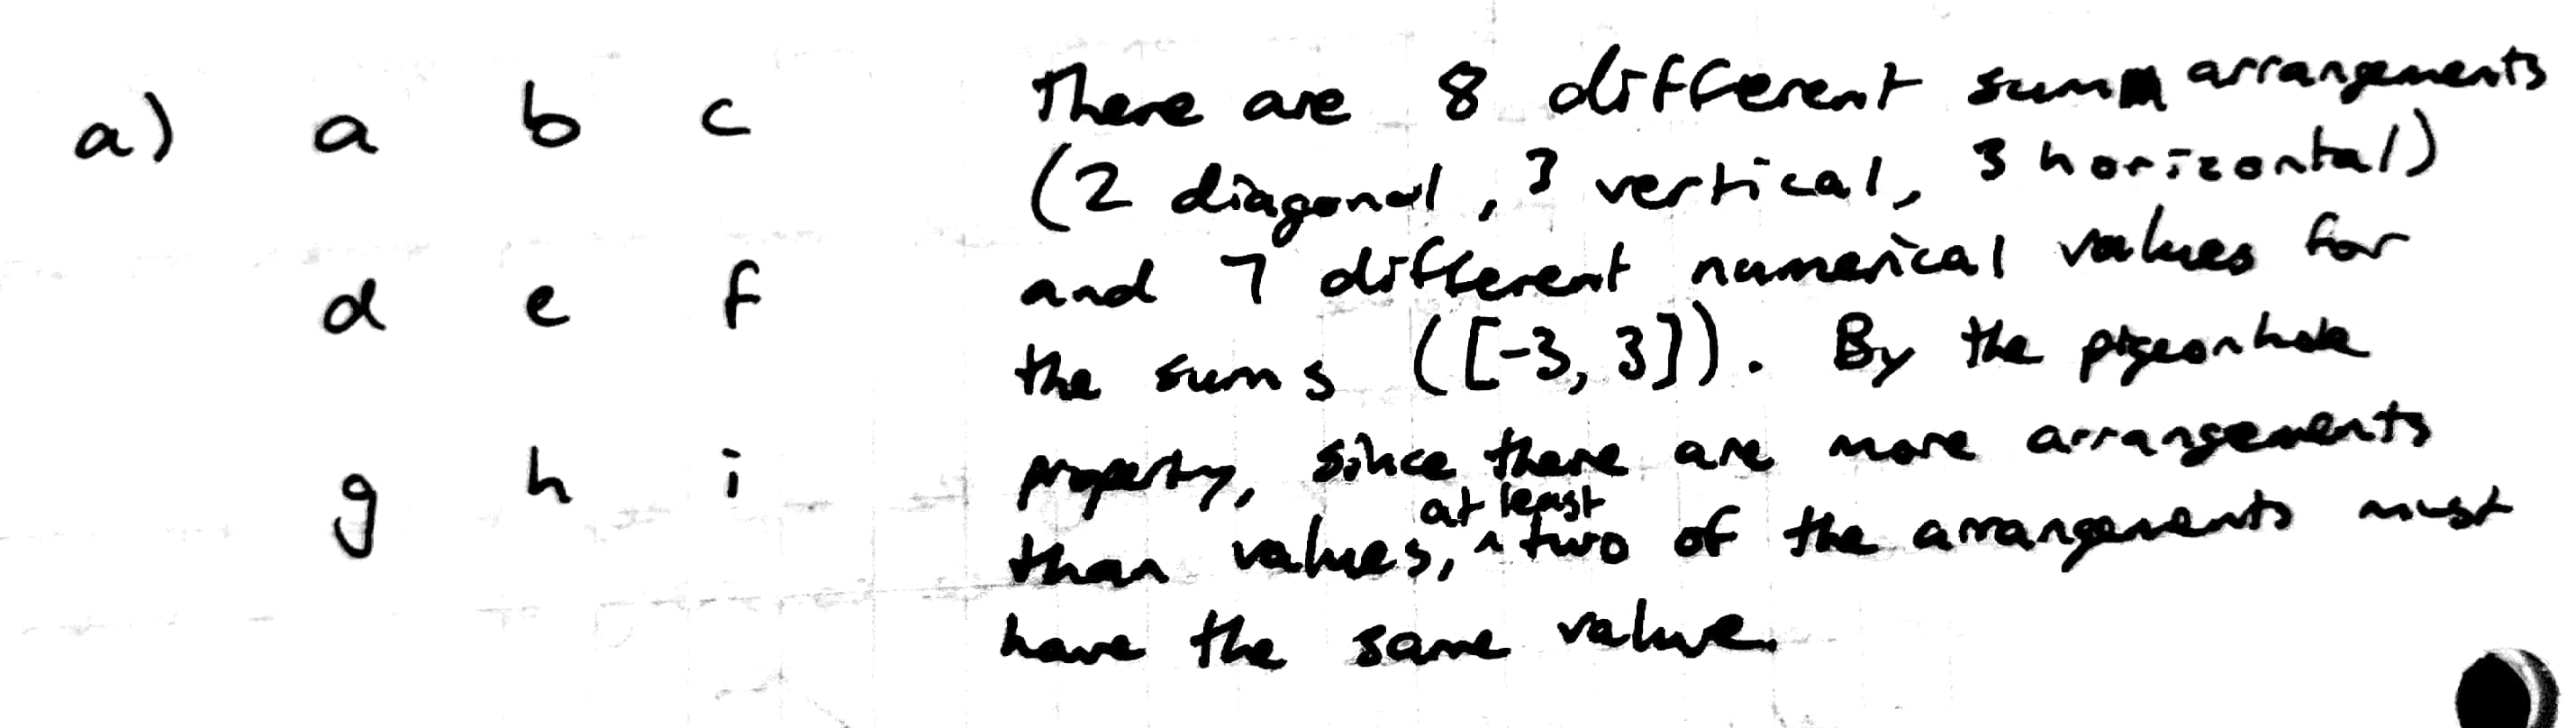 a) a b c
d e f
g h i
There are 8 different sum arrangements
(2 diagonal, 3 vertical, 3 horizontal)
and 7 different numerical values for
the sums ([-3, 3]). By the pigeonhole
property, since there are more arrangements
than values, ^at least two of the arrangements must
have the same value.